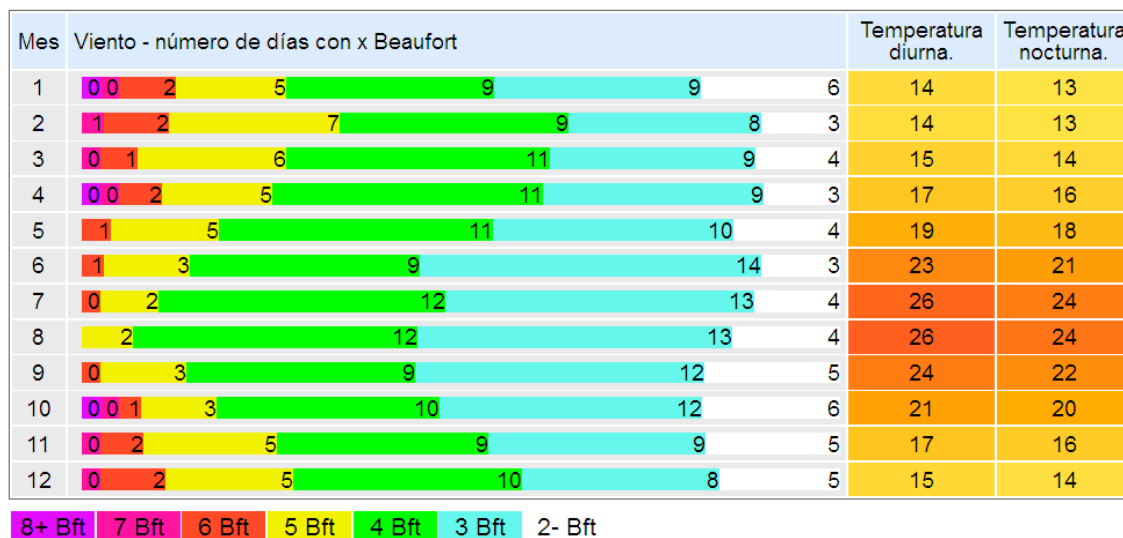 Mes Viento - número de días con x Beaufort Temperatura diurna. Temperatura nocturna.
1 0 0 2 5 9 9 6 14 13
2 1 2 7 9 8 3 14 13
3 0 1 6 11 9 4 15 14
4 0 0 2 5 11 9 3 17 16
5 1 5 11 10 4 19 18
6 1 3 9 14 3 23 21
7 0 2 12 13 4 26 24
8 2 12 13 4 26 24
9 0 3 9 12 5 24 22
10 0 0 1 3 10 12 6 21 20
11 0 2 5 9 9 5 17 16
12 0 2 5 10 8 5 15 14
8+ Bft 7 Bft 6 Bft 5 Bft 4 Bft 3 Bft 2- Bft